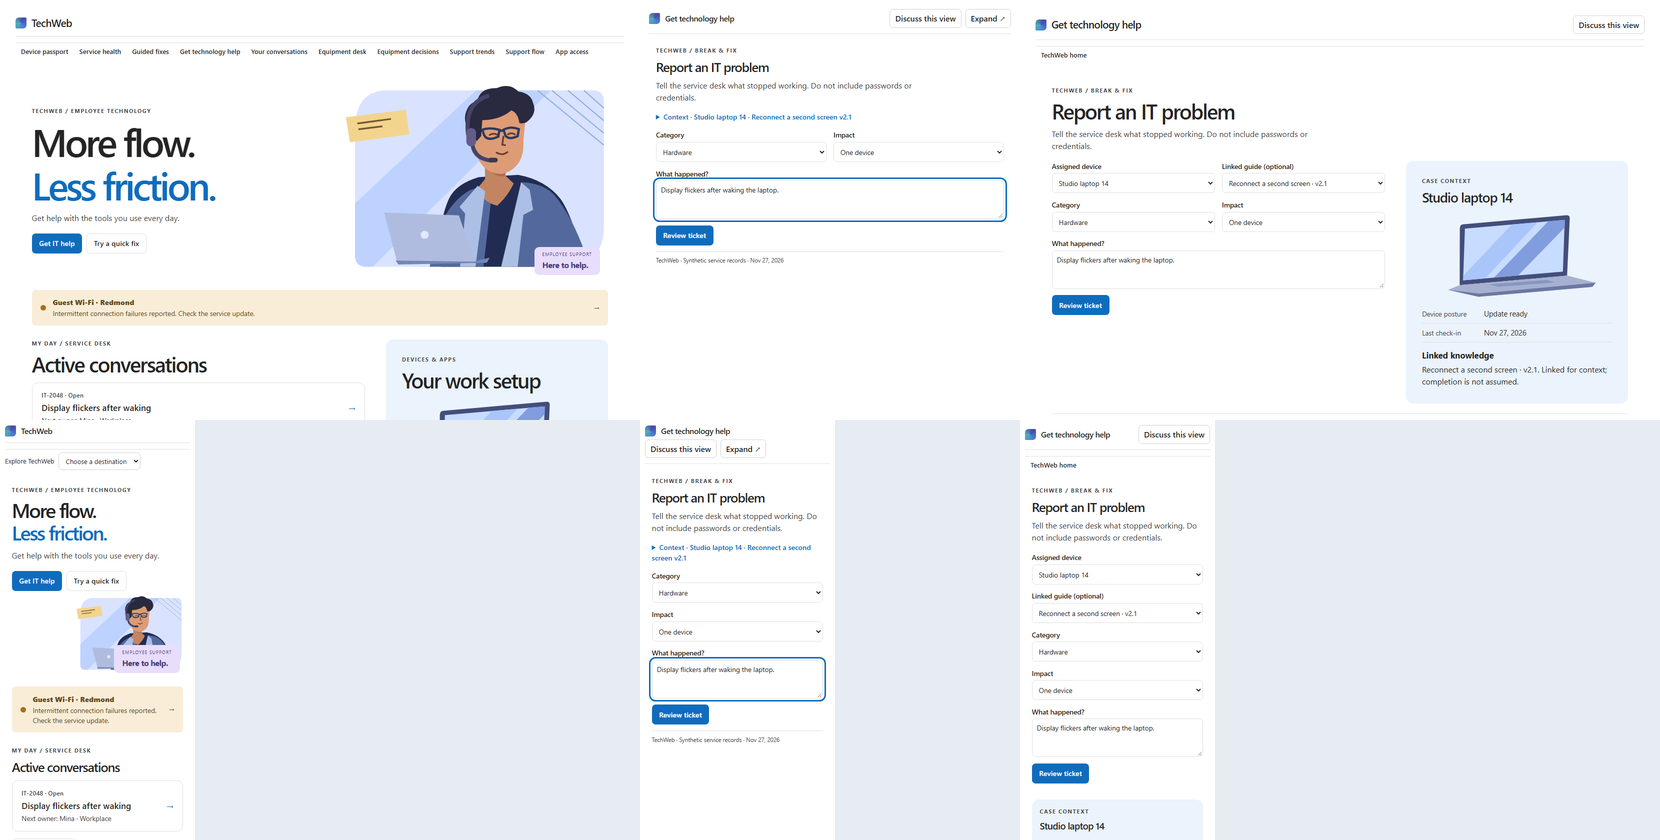 TechWeb
Device passport
Service health
Guided fixes
Get technology help
Your conversations
Equipment desk
Equipment decisions
Support trends
Support flow
App access
TECHWEB / EMPLOYEE TECHNOLOGY
More flow.
Less friction.
Get help with the tools you use every day.
Get IT help
Try a quick fix
EMPLOYEE SUPPORT
Here to help.
Guest Wi-Fi · Redmond
Intermittent connection failures reported. Check the service update.
→
MY DAY / SERVICE DESK
Active conversations
IT-2048 · Open
Display flickers after waking
→
DEVICES & APPS
Your work setup
Get technology help
Discuss this view
Expand ↗
TECHWEB / BREAK & FIX
Report an IT problem
Tell the service desk what stopped working. Do not include passwords or
credentials.
▶ Context · Studio laptop 14 · Reconnect a second screen v2.1
Category
Impact
Hardware
One device
What happened?
Display flickers after waking the laptop.
Review ticket
TechWeb · Synthetic service records · Nov 27, 2026
Get technology help
Discuss this view
TechWeb home
TECHWEB / BREAK & FIX
Report an IT problem
Tell the service desk what stopped working. Do not include passwords or
credentials.
Assigned device
Linked guide (optional)
Studio laptop 14
Reconnect a second screen · v2.1
Category
Impact
Hardware
One device
What happened?
Display flickers after waking the laptop.
Review ticket
CASE CONTEXT
Studio laptop 14
Device posture
Update ready
Last check-in
Nov 27, 2026
Linked knowledge
Reconnect a second screen · v2.1. Linked for context;
completion is not assumed.
TechWeb
Explore TechWeb
Choose a destination
TECHWEB / EMPLOYEE TECHNOLOGY
More flow.
Less friction.
Get help with the tools you use every day.
Get IT help
Try a quick fix
EMPLOYEE SUPPORT
Here to help.
Guest Wi-Fi · Redmond
Intermittent connection failures reported.
Check the service update.
→
MY DAY / SERVICE DESK
Active conversations
IT-2048 · Open
Display flickers after waking
→
Next owner: Mina · Workplace
Get technology help
Discuss this view
Expand ↗
TECHWEB / BREAK & FIX
Report an IT problem
Tell the service desk what stopped working. Do
not include passwords or credentials.
▶ Context · Studio laptop 14 · Reconnect a second
screen v2.1
Category
Hardware
Impact
One device
What happened?
Display flickers after waking the laptop.
Review ticket
TechWeb · Synthetic service records · Nov 27, 2026
Get technology help
Discuss this view
TechWeb home
TECHWEB / BREAK & FIX
Report an IT problem
Tell the service desk what stopped working. Do
not include passwords or credentials.
Assigned device
Studio laptop 14
Linked guide (optional)
Reconnect a second screen · v2.1
Category
Hardware
Impact
One device
What happened?
Display flickers after waking the laptop.
Review ticket
CASE CONTEXT
Studio laptop 14